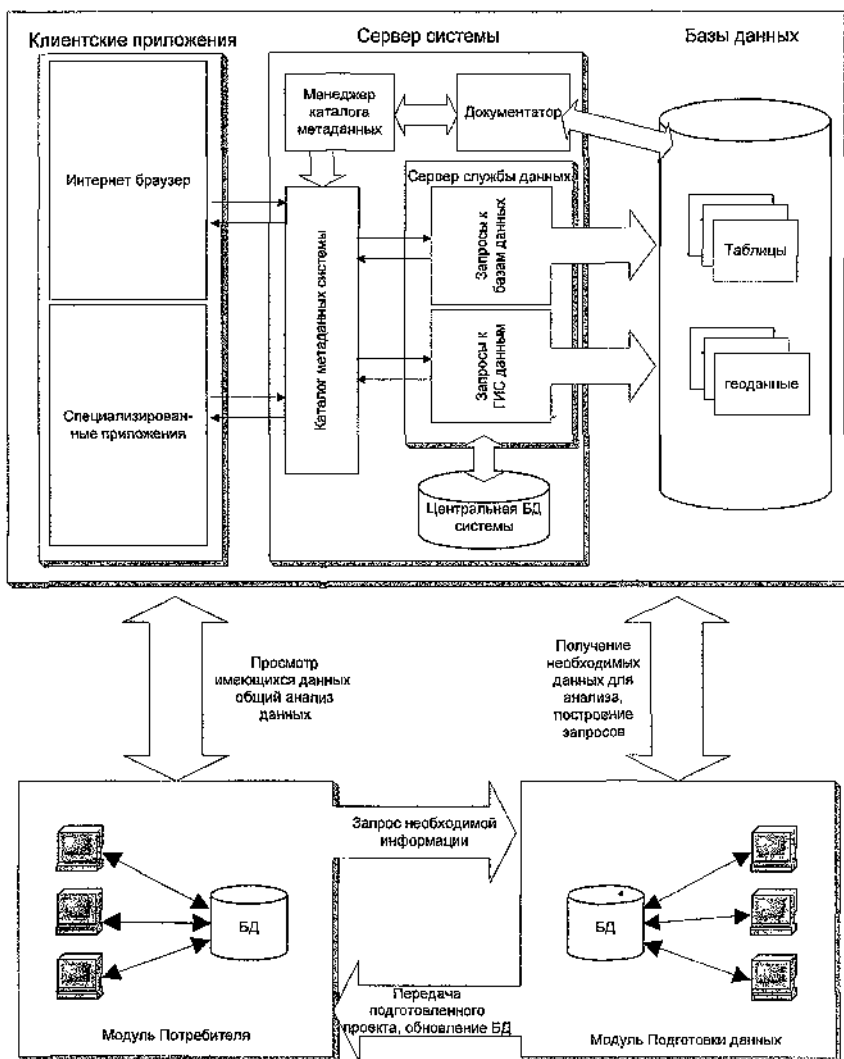 Клиентские приложения
Сервер системы
Базы данных
Менеджер
каталога
метаданных
Документатор
Интернет браузер
Сервер службы данных
Каталог метаданных системы
Запросы к
базам данных
Таблицы
Запросы к
ГИС данным
геоданные
Специализирован-
ные приложения
Центральная БД
системы
Просмотр
имеющихся данных
общий анализ
данных
Получение
необходимых
данных для
анализа,
построение
запросов
Запрос необходимой
информации
БД
БД
Передача
подготовленного
проекта, обновление БД
Модуль Потребителя
Модуль Подготовки данных